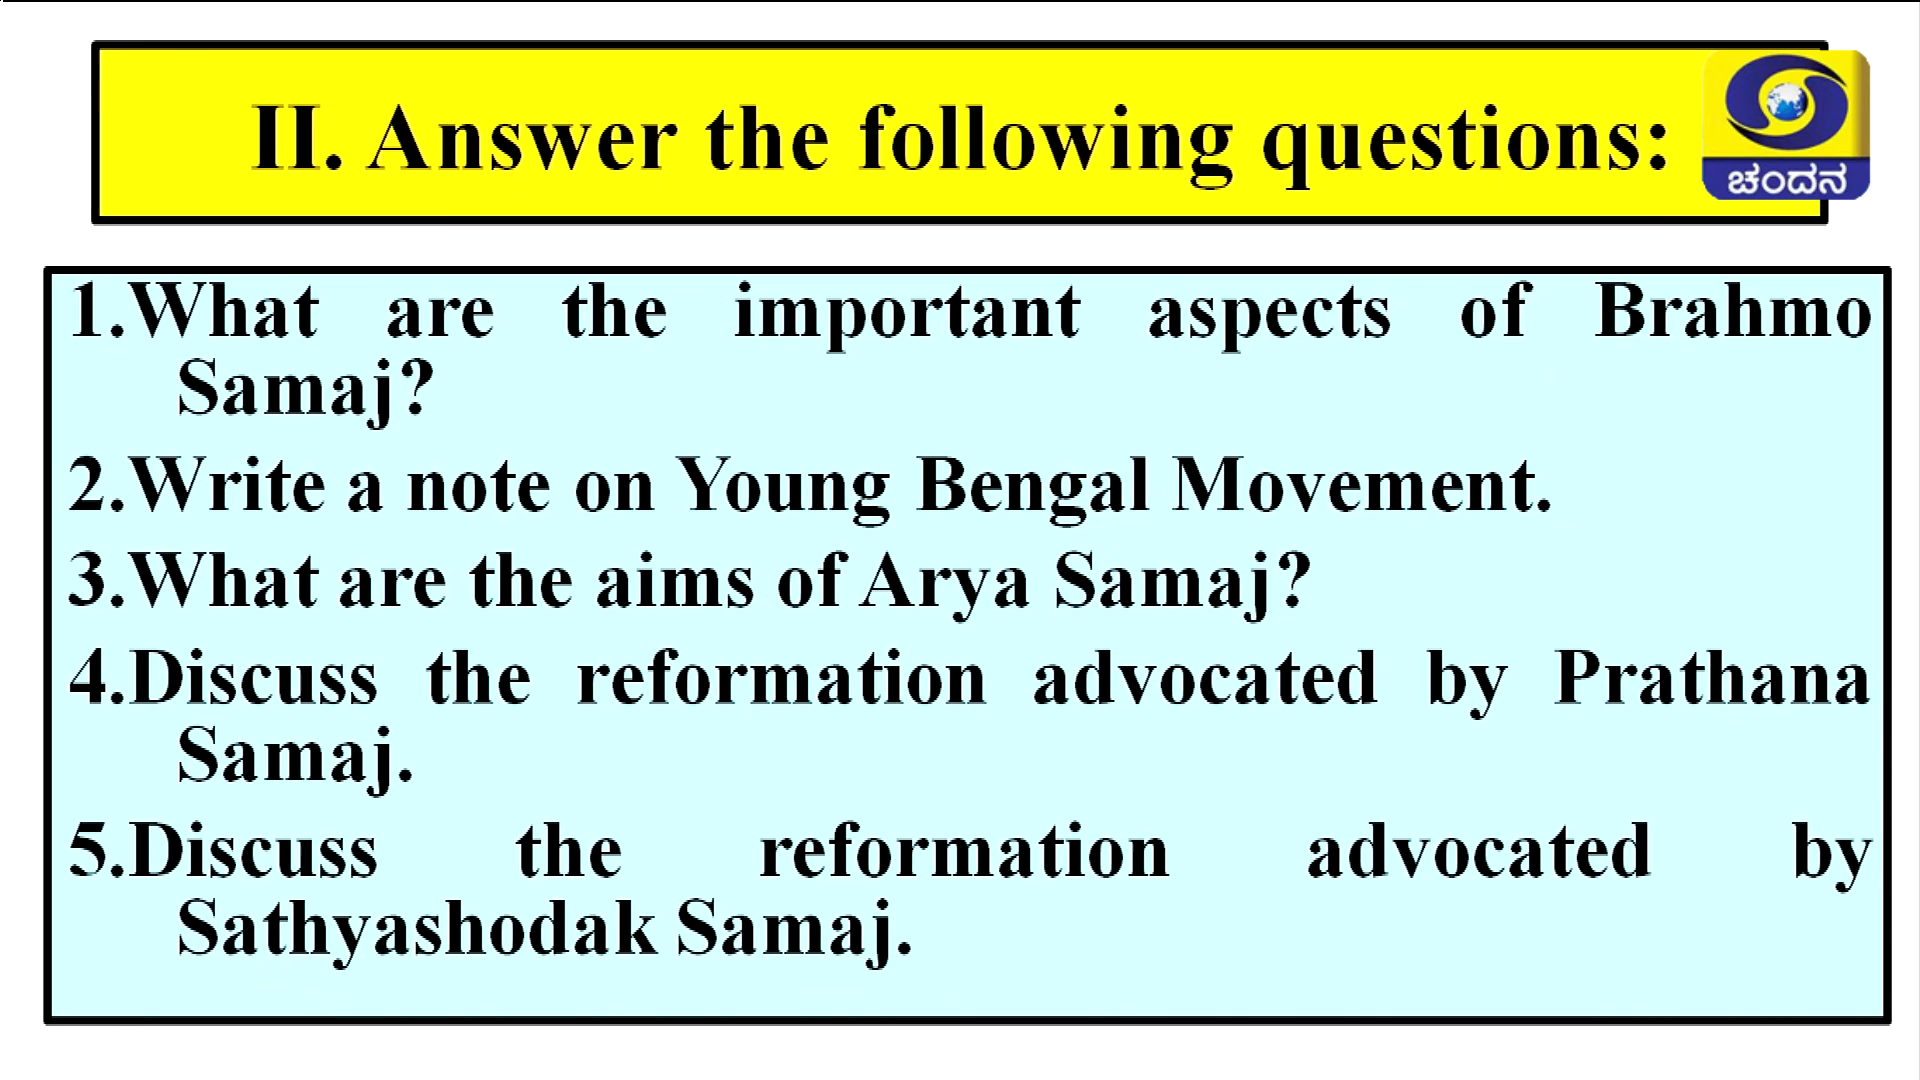 II. Answer the following questions:
ಚಂದನ
1.What are the important aspects of Brahmo
Samaj?
2.Write a note on Young Bengal Movement.
3.What are the aims of Arya Samaj?
4.Discuss the reformation advocated by Prathana
Samaj.
5.Discuss the reformation advocated by
Sathyashodak Samaj.